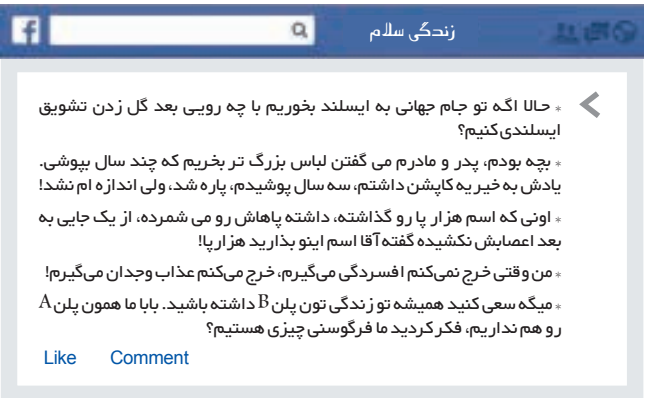 زندگی سلام
* حالا اگه تو جام جهانی به ایسلند بخوریم با چه رویی بعد گل زدن تشویق
ایسلندی‌کنیم؟
* بچه بودم، پدر و مادرم می گفتن لباس بزرگ تر بخریم که چند سال بپوشی.
یادش به خیر یه کاپشن داشتم، سه سال پوشیدم، پاره شد، ولی اندازه ام نشد!
* اونی که اسم هزار پا رو گذاشته، داشته پاهاش رو می شمرده، از یک جایی به
بعد اعصابش نکشیده گفته آقا اسم اینو بذارید هزارپا!
* من وقتی خرج نمی‌کنم افسردگی می‌گیرم، خرج می‌کنم عذاب وجدان می‌گیرم!
* میگه سعی کنید همیشه تو زندگی تون پلن B داشته باشید. بابا ما همون پلن A
رو هم نداریم، فکر کردید ما فرگوسنی چیزی هستیم؟
Like Comment